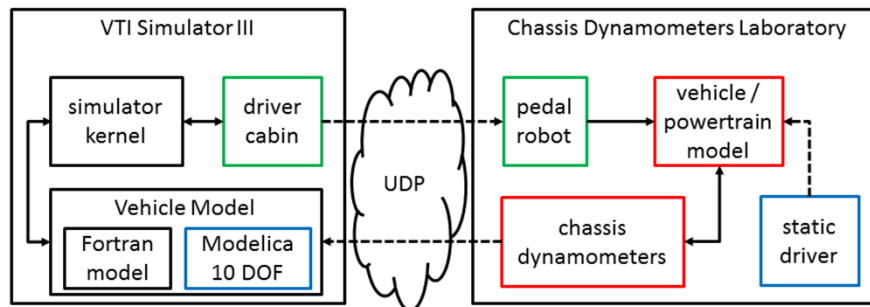 VTI Simulator III
simulator
kernel
driver
cabin
Vehicle Model
Fortran
model
Modelica
10 DOF
UDP
Chassis Dynamometers Laboratory
pedal
robot
vehicle /
powertrain
model
chassis
dynamometers
static
driver